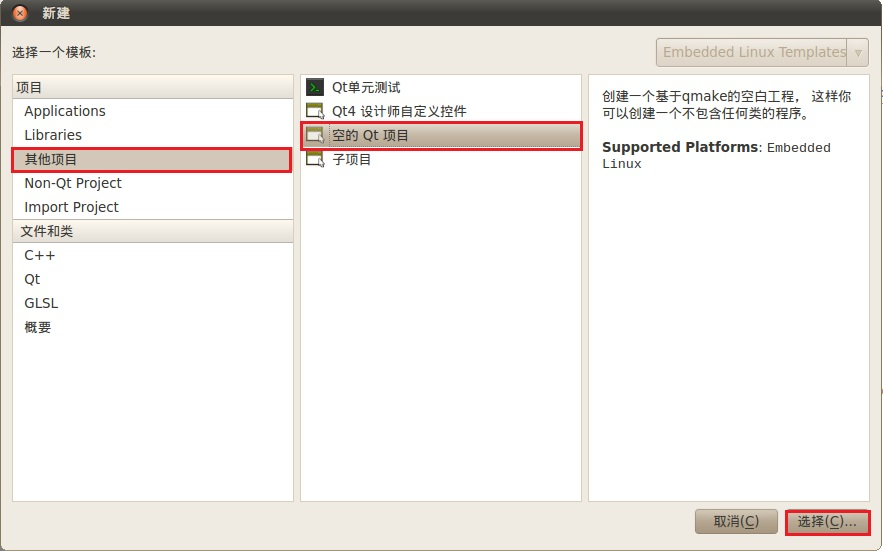 新建
选择一个模板:
Embedded Linux Templates
项目
Applications
Libraries
其他项目
Non-Qt Project
Import Project
文件和类
C++
Qt
GLSL
概要
Qt单元测试
Qt4 设计师自定义控件
空的 Qt 项目
子项目
创建一个基于qmake的空白工程， 这样你
可以创建一个不包含任何类的程序。
Supported Platforms: Embedded
Linux
取消(C)
选择(C)...